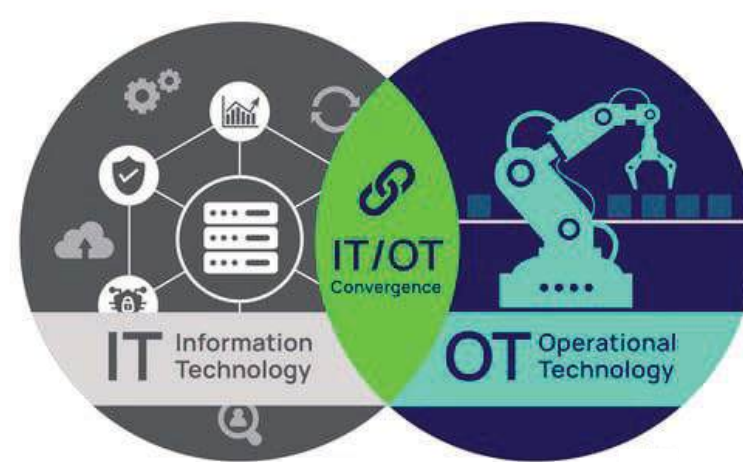 IT
Information
Technology
IT/OT
Convergence
OT
Operational
Technology